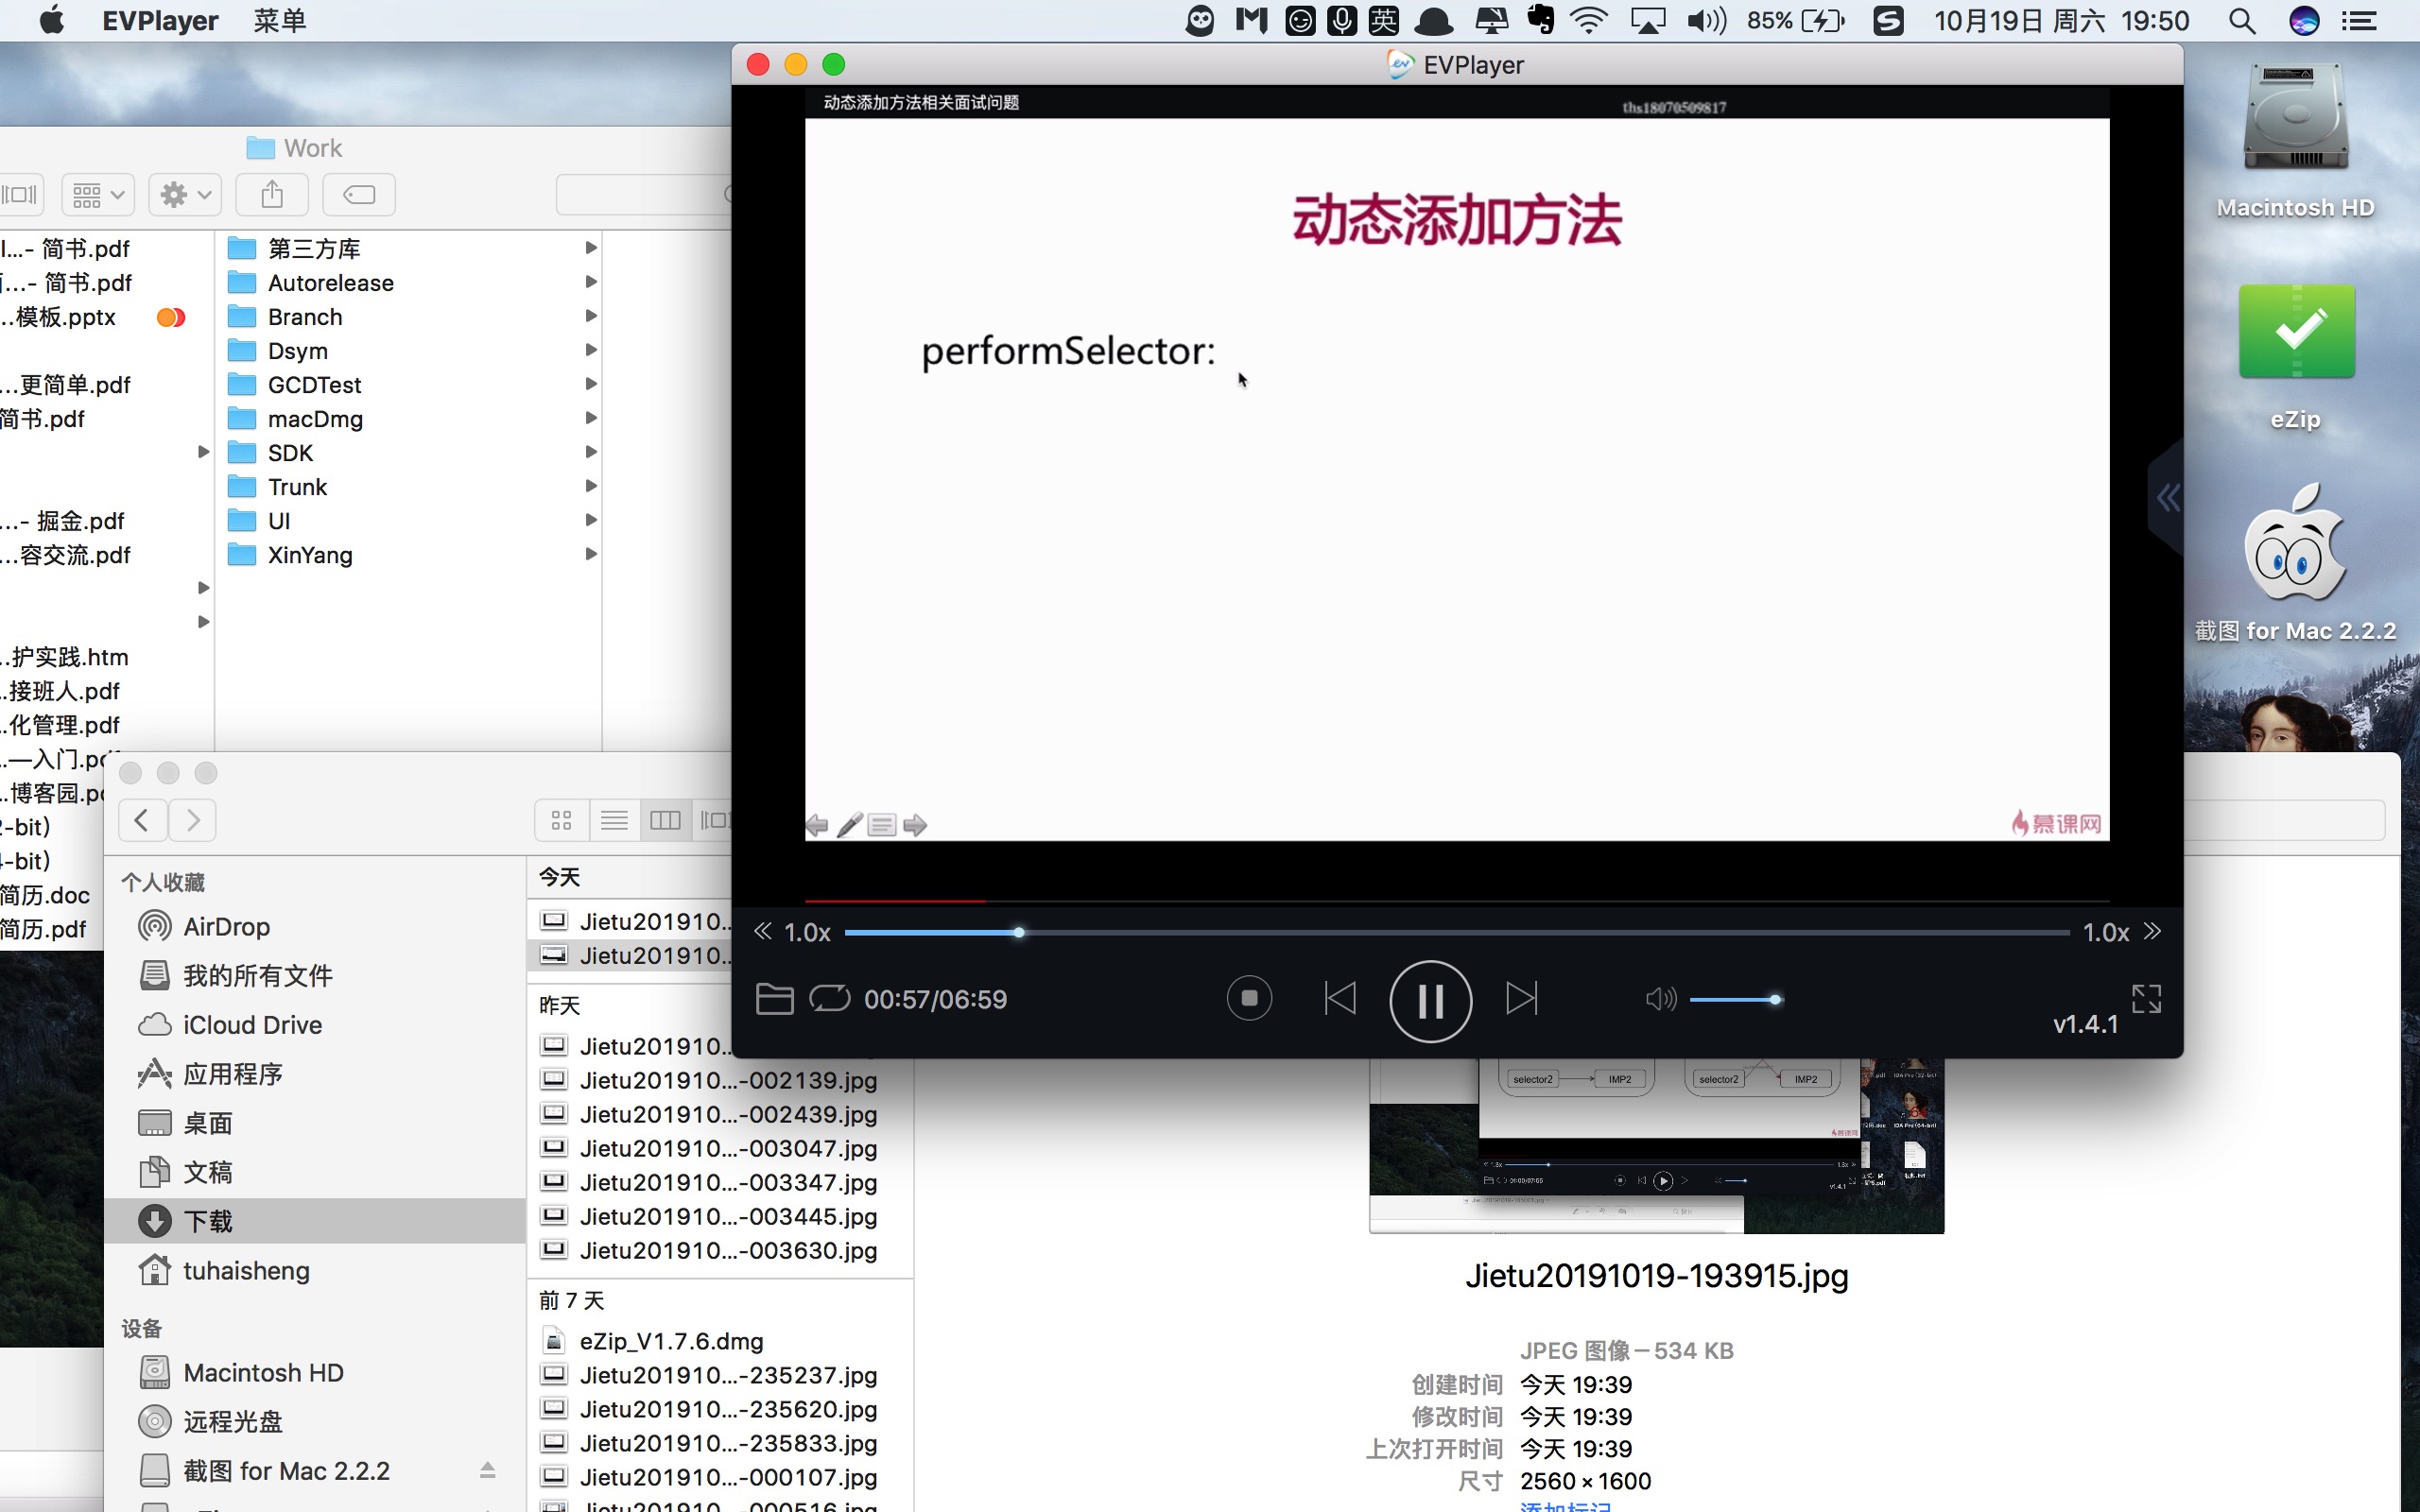 EVPlayer 菜单
英 85% 10月19日 周六 19:50
Work
简书.pdf
简书.pdf
模板.pptx
更简单.pdf
简书.pdf
掘金.pdf
容交流.pdf
护实践.htm
接班人.pdf
化管理.pdf
入门
博客园
-bit)
-bit)
简历.doc
简历.pdf
第三方库
Autorelease
Branch
Dsym
GCDTest
macDmg
SDK
Trunk
UI
XinYang
EVPlayer
动态添加方法相关面试问题
ths18070509817
动态添加方法
performSelector:
慕课网
1.0x
1.0x
00:57/06:59
v1.4.1
Macintosh HD
eZip
截图 for Mac 2.2.2
个人收藏
AirDrop
我的所有文件
iCloud Drive
应用程序
桌面
文稿
下载
tuhaisheng
设备
Macintosh HD
远程光盘
截图 for Mac 2.2.2
今天
Jietu201910...
Jietu201910...
昨天
Jietu201910...
Jietu201910...-002139.jpg
Jietu201910...-002439.jpg
Jietu201910...-003047.jpg
Jietu201910...-003347.jpg
Jietu201910...-003445.jpg
Jietu201910...-003630.jpg
前 7 天
eZip_V1.7.6.dmg
Jietu201910...-235237.jpg
Jietu201910...-235620.jpg
Jietu201910...-235833.jpg
Jietu201910...-000107.jpg
Jietu201910...-000516.jpg
selector2 IMP2 selector2 IMP2
Jietu20191019-193915.jpg
JPEG 图像 – 534 KB
创建时间 今天 19:39
修改时间 今天 19:39
上次打开时间 今天 19:39
尺寸 2560 × 1600
添加标记